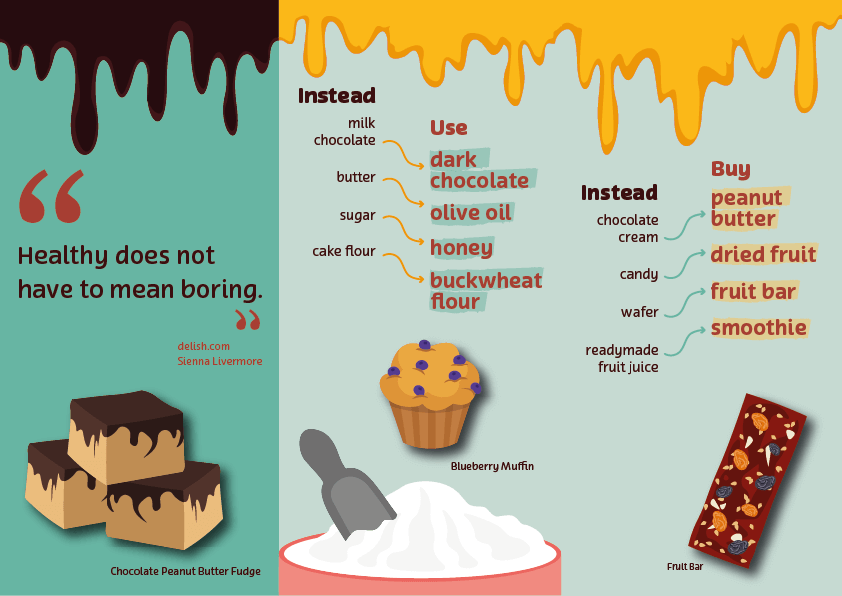 Healthy does not
have to mean boring.
delish.com
Sienna Livermore
Chocolate Peanut Butter Fudge
Instead
milk
chocolate
butter
sugar
cake flour
Use
dark
chocolate
olive oil
honey
buckwheat
flour
Blueberry Muffin
Instead
chocolate
cream
candy
wafer
readymade
fruit juice
Buy
peanut
butter
dried fruit
fruit bar
smoothie
Fruit Bar